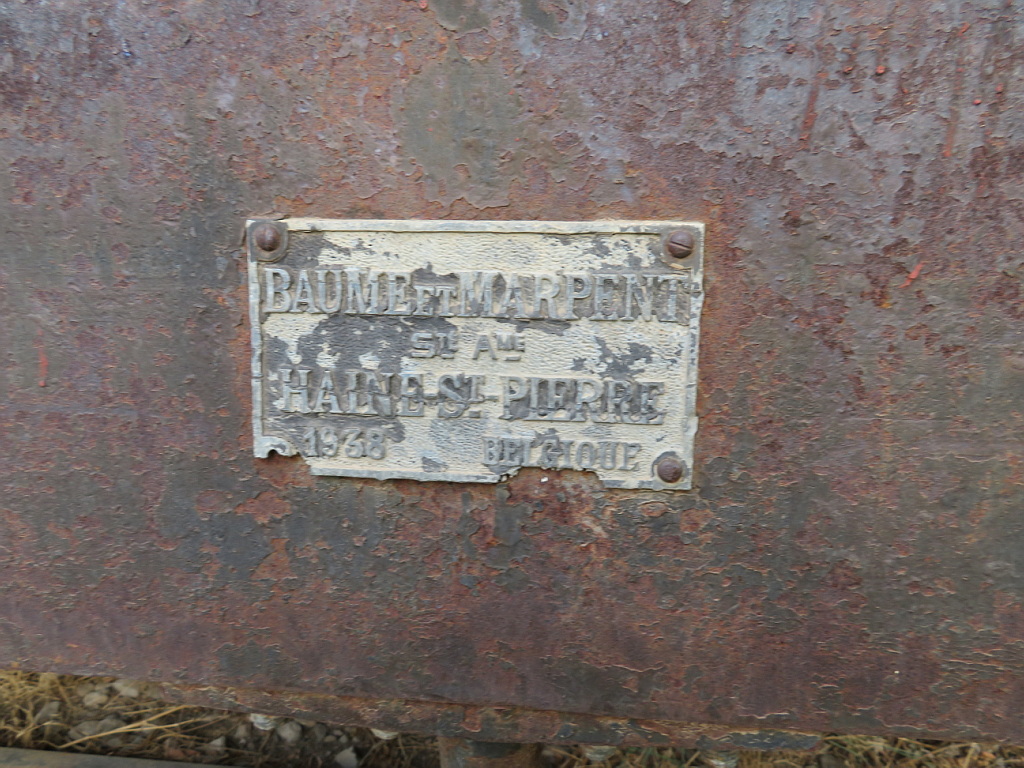 BAUME ET MARPENT
STÉ AME
HAINE-ST-PIERRE
1938 BELGIQUE